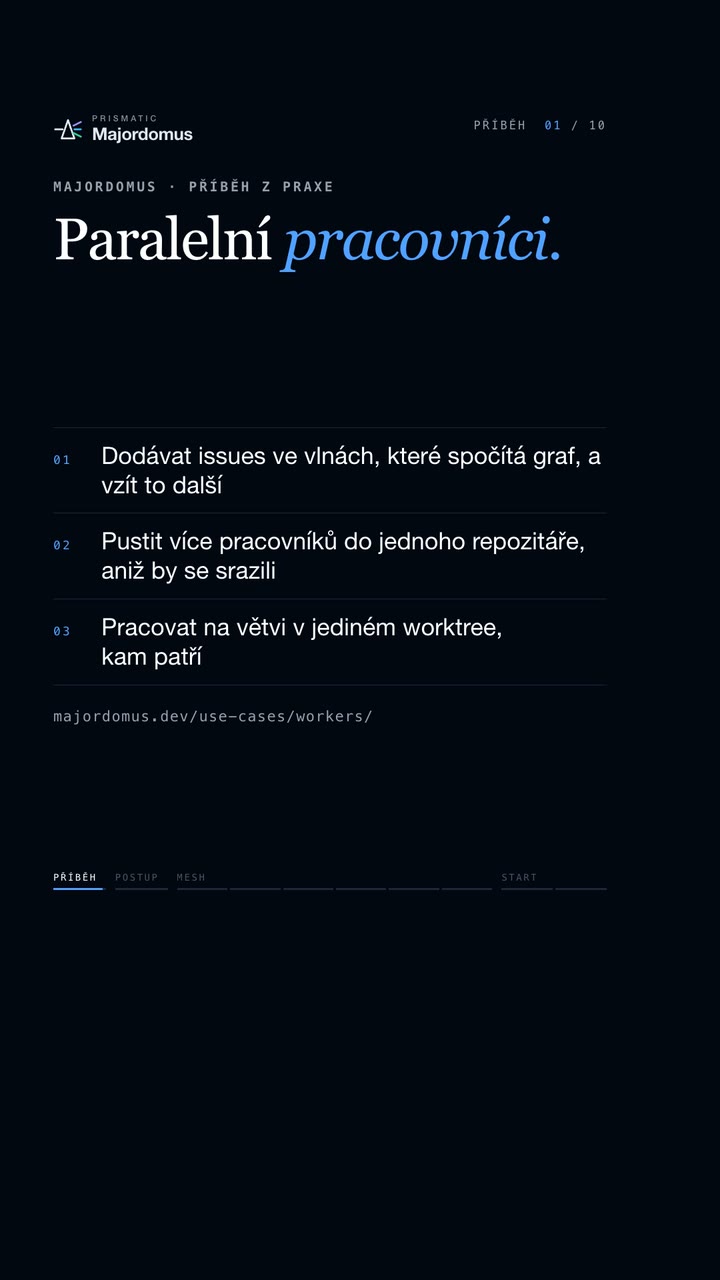 PRISMATIC
Majordomus
PŘÍBĚH 01 / 10
MAJORDOMUS · PŘÍBĚH Z PRAXE
Paralelní pracovníci.
01 Dodávat issues ve vlnách, které spočítá graf, a
vzít to další
02 Pustit více pracovníků do jednoho repozitáře,
aniž by se srazili
03 Pracovat na větvi v jediném worktree,
kam patří
majordomus.dev/use-cases/workers/
PŘÍBĚH POSTUP MESH START